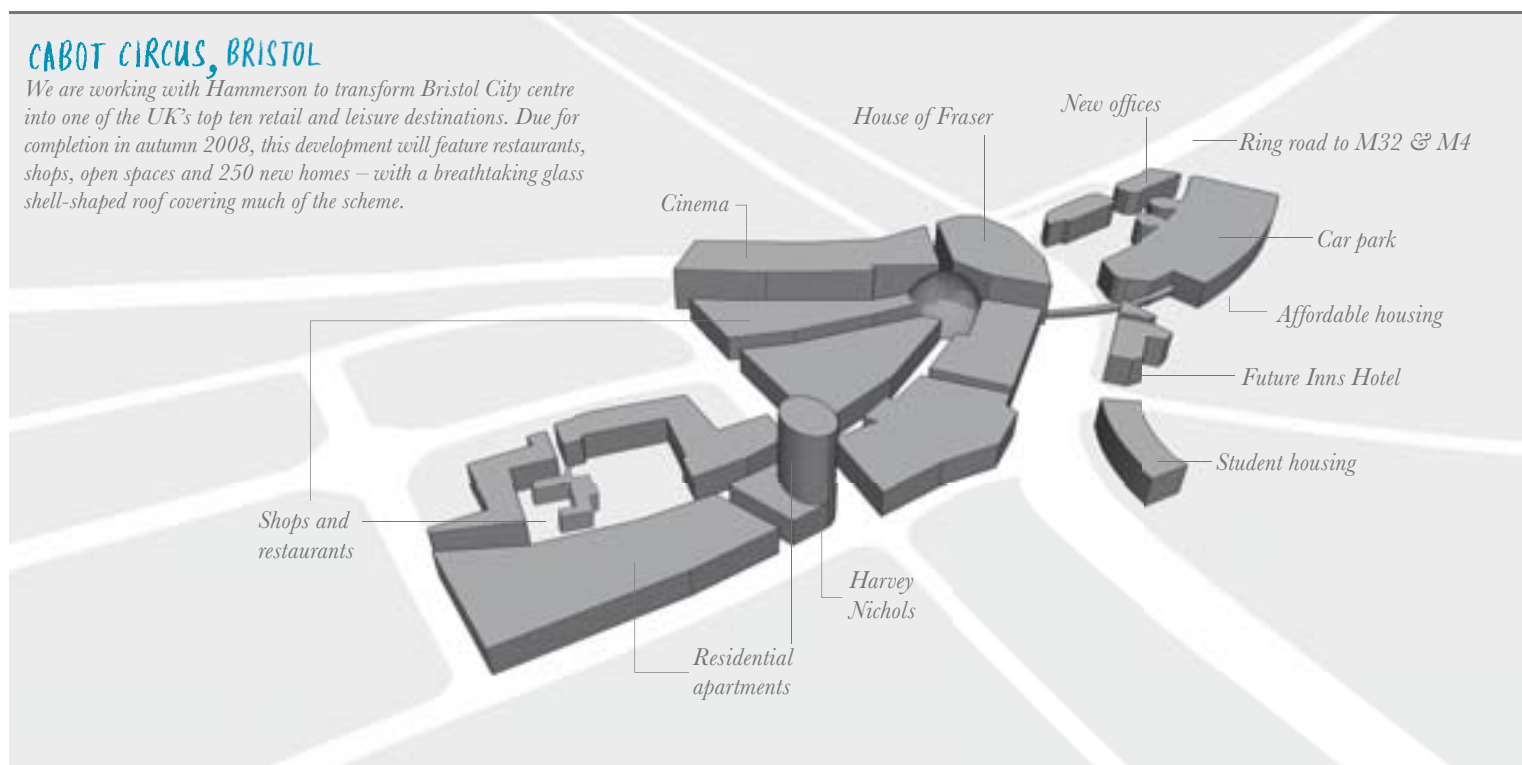 CABOT CIRCUS, BRISTOL
We are working with Hammerson to transform Bristol City centre
into one of the UK's top ten retail and leisure destinations. Due for
completion in autumn 2008, this development will feature restaurants,
shops, open spaces and 250 new homes – with a breathtaking glass
shell-shaped roof covering much of the scheme.
House of Fraser
New offices
Ring road to M32 & M4
Cinema
Car park
Affordable housing
Future Inns Hotel
Student housing
Shops and
restaurants
Harvey
Nichols
Residential
apartments